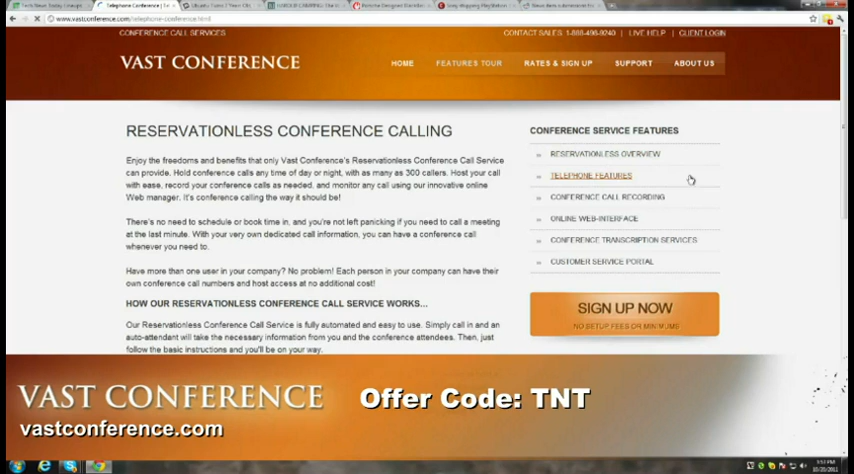 Telephone Conference | Tel
www.vastconference.com/telephone-conference.html
CONFERENCE CALL SERVICES
CONTACT SALES: 1-888-498-9240 | LIVE HELP | CLIENT LOGIN
VAST CONFERENCE
HOME FEATURES TOUR RATES & SIGN UP SUPPORT ABOUT US
RESERVATIONLESS CONFERENCE CALLING
Enjoy the freedoms and benefits that only Vast Conference's Reservationless Conference Call Service
can provide. Hold conference calls any time of day or night, with as many as 300 callers. Host your call
with ease, record your conference calls as needed, and monitor any call using our innovative online
Web manager. It's conference calling the way it should be!
There's no need to schedule or book time in, and you're not left panicking if you need to call a meeting
at the last minute. With your very own dedicated call information, you can have a conference call
whenever you need to.
Have more than one user in your company? No problem! Each person in your company can have their
own conference call numbers and host access at no additional cost!
HOW OUR RESERVATIONLESS CONFERENCE CALL SERVICE WORKS...
Our Reservationless Conference Call Service is fully automated and easy to use. Simply call in and an
auto-attendant will take the necessary information from you and the conference attendees. Then, just
follow the basic instructions and you'll be on your way.
CONFERENCE SERVICE FEATURES
RESERVATIONLESS OVERVIEW
TELEPHONE FEATURES
CONFERENCE CALL RECORDING
ONLINE WEB-INTERFACE
CONFERENCE TRANSCRIPTION SERVICES
CUSTOMER SERVICE PORTAL
SIGN UP NOW
NO SETUP FEES OR MINIMUMS
VAST CONFERENCE
vastconference.com
Offer Code: TNT